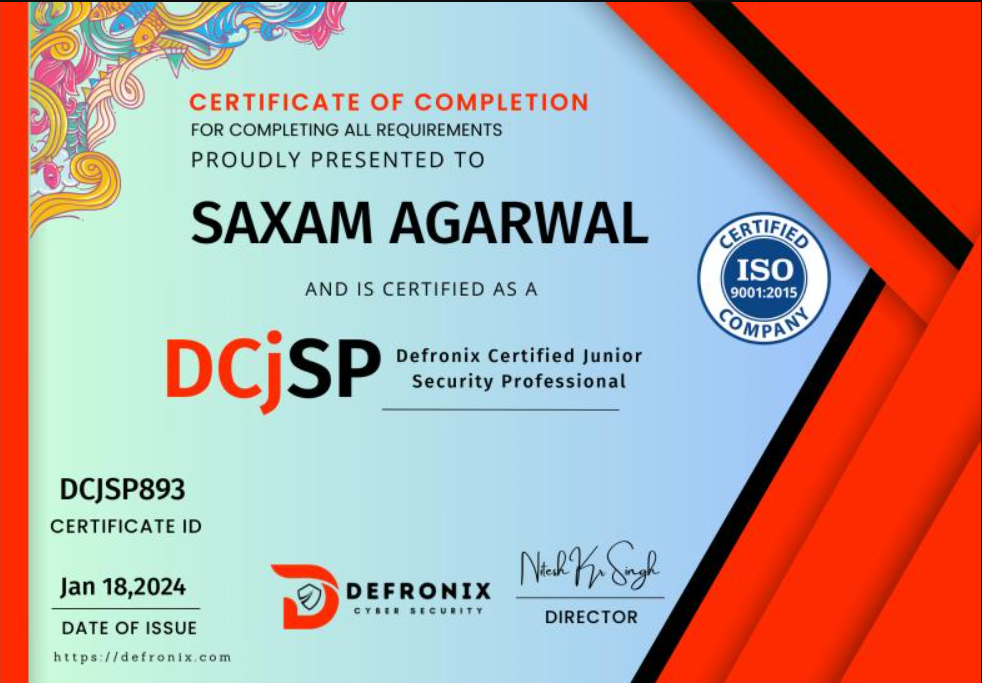 CERTIFICATE OF COMPLETION
FOR COMPLETING ALL REQUIREMENTS
PROUDLY PRESENTED TO
SAXAM AGARWAL
CERTIFIED
ISO
9001:2015
COMPANY
AND IS CERTIFIED AS A
DCjSP
Defronix Certified Junior
Security Professional
DCJSP893
CERTIFICATE ID
Jan 18,2024
DATE OF ISSUE
https://defronix.com
DEFRONIX
CYBER SECURITY
Nitesh Kr Singh
DIRECTOR